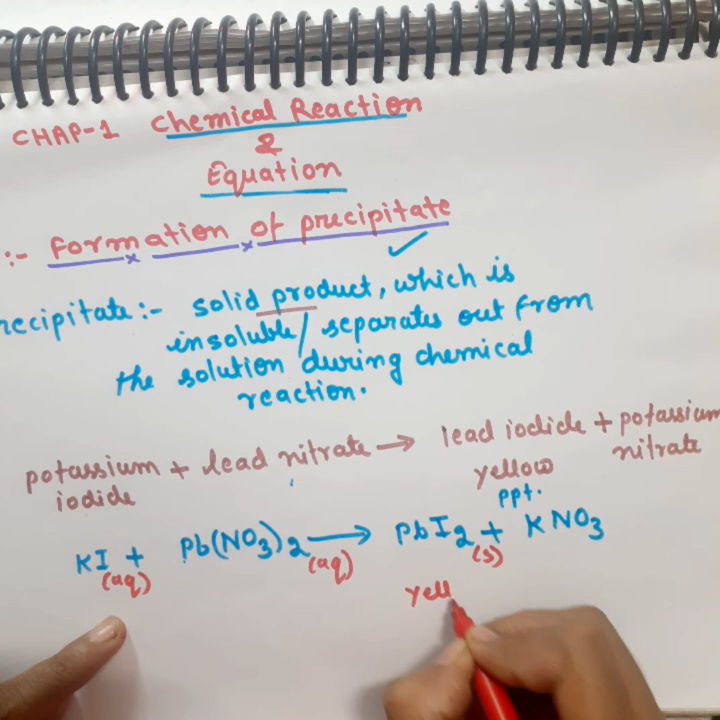 CHAP-1 Chemical Reaction
&
Equation
:- Formation of precipitate
recipitate:- solid product, which is
insoluble/ separates out from
the solution during chemical
reaction.
potassium + lead nitrate → lead iodide + potassium
iodide yellow nitrate
ppt.
KI + Pb(NO3)2 → PbI2 + KNO3
(aq) (aq) (s)
yell